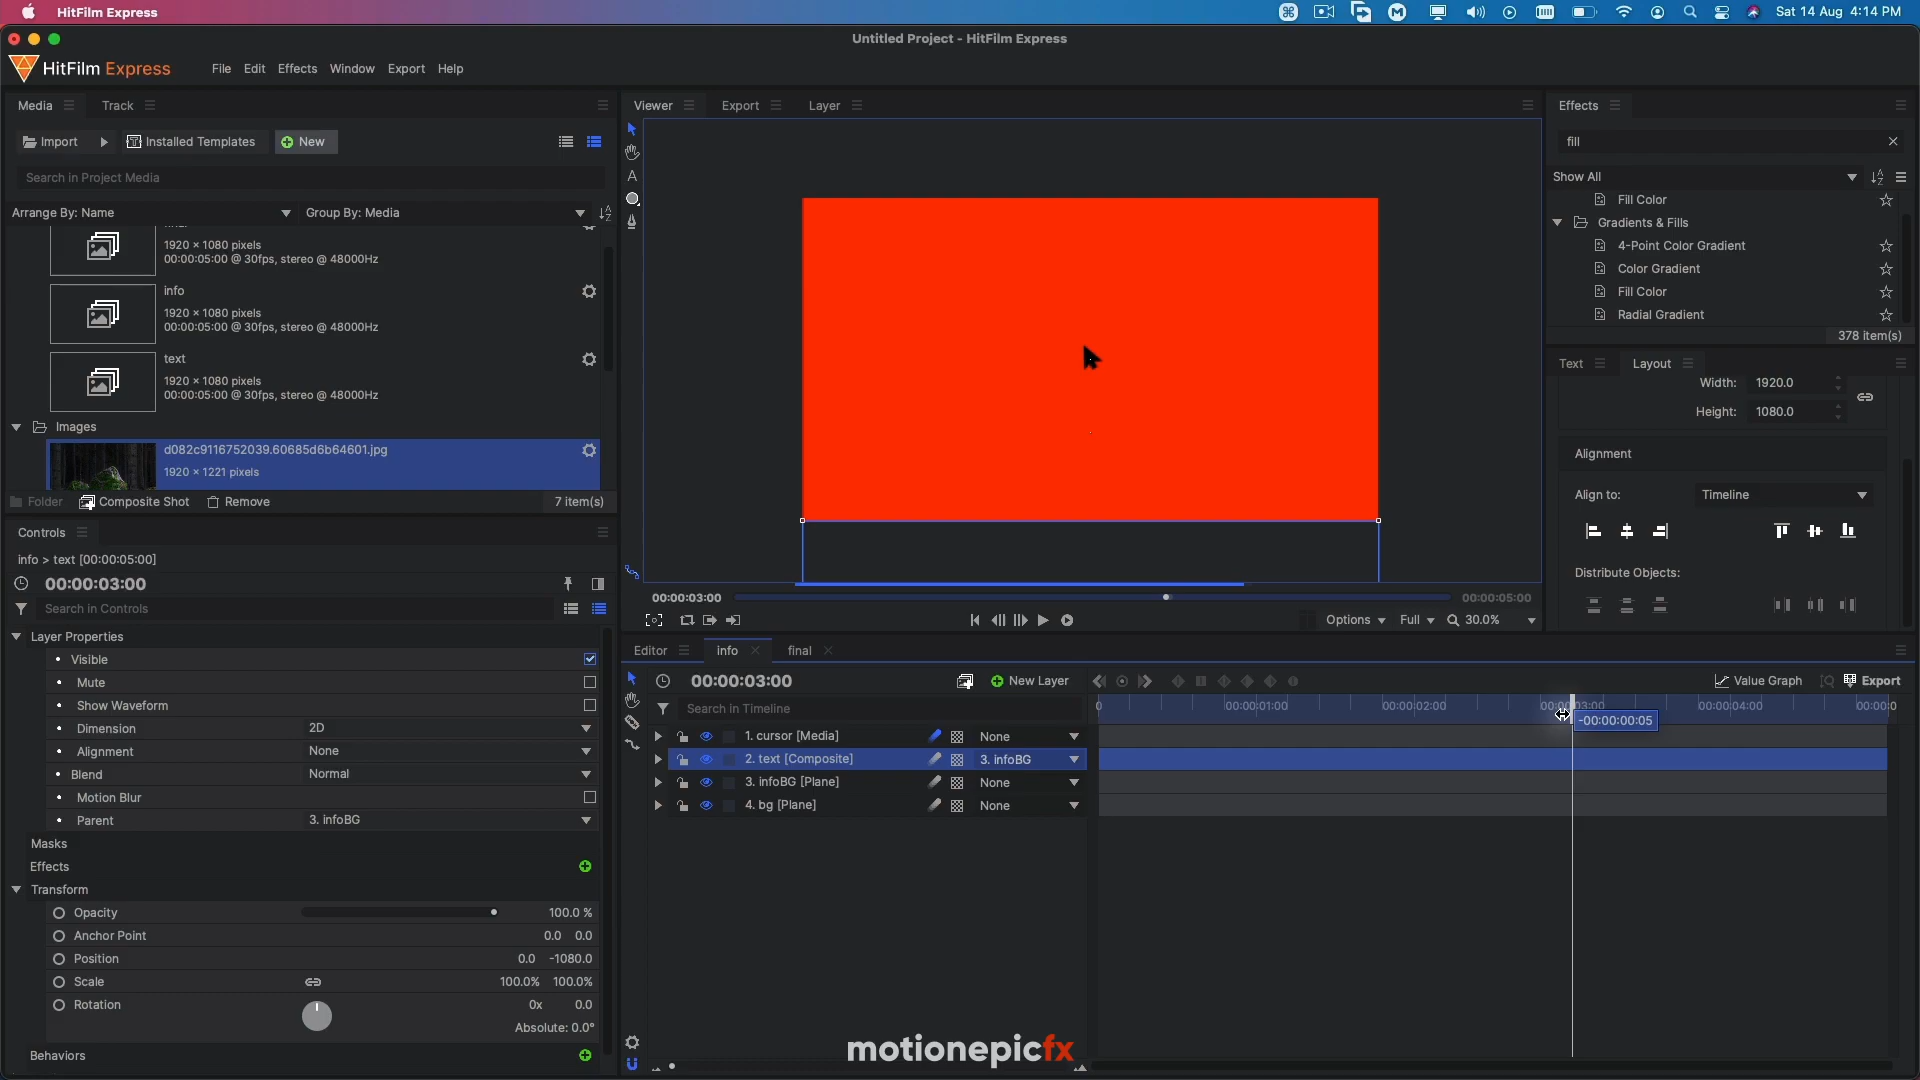 HitFilm Express
Sat 14 Aug 4:14 PM
Untitled Project - HitFilm Express
HitFilm Express
File Edit Effects Window Export Help
Media
Track
Viewer
Export
Layer
Effects
Import
Installed Templates
New
fill
Search in Project Media
Show All
Arrange By: Name
Group By: Media
Fill Color
Gradients & Fills
4-Point Color Gradient
Color Gradient
Fill Color
Radial Gradient
378 item(s)
1920 × 1080 pixels
00:00:05:00 @ 30fps, stereo @ 48000Hz
info
1920 × 1080 pixels
00:00:05:00 @ 30fps, stereo @ 48000Hz
text
1920 × 1080 pixels
00:00:05:00 @ 30fps, stereo @ 48000Hz
Images
d082c9116752039.60685d6b64601.jpg
1920 × 1221 pixels
Folder
Composite Shot
Remove
7 item(s)
Text
Layout
Width: 1920.0
Height: 1080.0
Alignment
Align to: Timeline
Distribute Objects:
Controls
info > text [00:00:05:00]
00:00:03:00
Search in Controls
Layer Properties
Visible
Mute
Show Waveform
Dimension 2D
Alignment None
Blend Normal
Motion Blur
Parent 3. infoBG
Masks
Effects
Transform
Opacity 100.0 %
Anchor Point 0.0 0.0
Position 0.0 -1080.0
Scale 100.0% 100.0%
Rotation 0x 0.0
Absolute: 0.0°
Behaviors
00:00:03:00
00:00:05:00
Options
Full
30.0%
Editor
info
final
00:00:03:00
New Layer
Value Graph
Export
Search in Timeline
0 00:00:01:00 00:00:02:00 00:00:03:00 00:00:04:00 00:00:0
-00:00:00:05
1. cursor [Media] None
2. text [Composite] 3. infoBG
3. infoBG [Plane] None
4. bg [Plane] None
motionepicfx